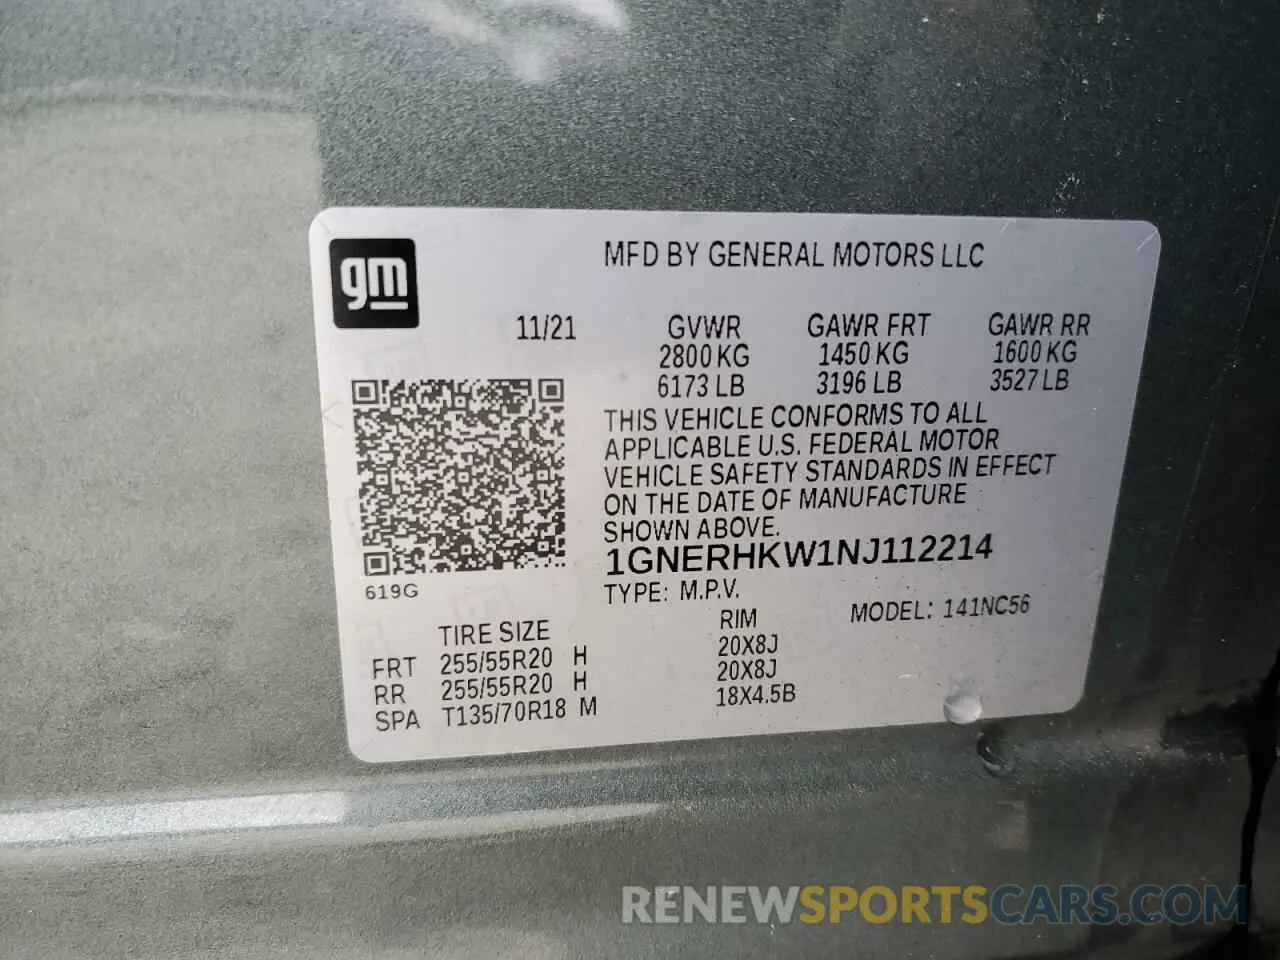 gm
MFD BY GENERAL MOTORS LLC
11/21 GVWR GAWR FRT GAWR RR
2800 KG 1450 KG 1600 KG
6173 LB 3196 LB 3527 LB
THIS VEHICLE CONFORMS TO ALL
APPLICABLE U.S. FEDERAL MOTOR
VEHICLE SAFETY STANDARDS IN EFFECT
ON THE DATE OF MANUFACTURE
SHOWN ABOVE.
1GNERHKW1NJ112214
619G
TYPE: M.P.V.
MODEL: 141NC56
TIRE SIZE RIM
FRT 255/55R20 H 20X8J
RR 255/55R20 H 20X8J
SPA T135/70R18 M 18X4.5B
RENEWSPORTSCARS.COM